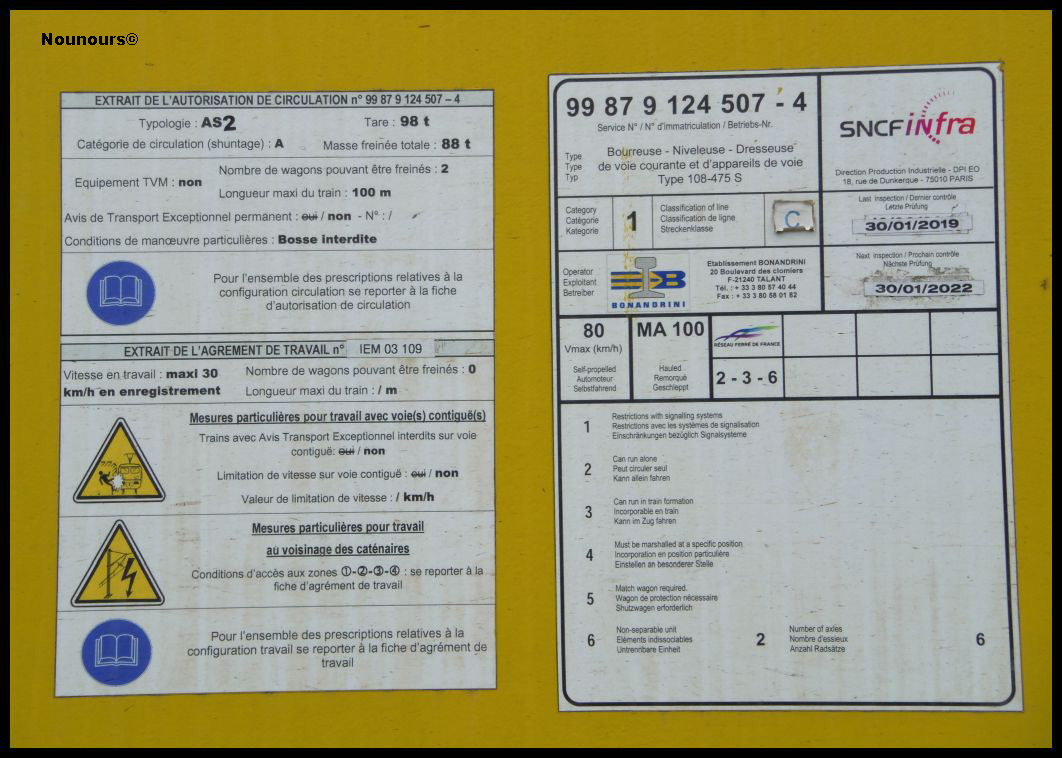 Nounours©
EXTRAIT DE L'AUTORISATION DE CIRCULATION n° 99 87 9 124 507 – 4
Typologie : AS2 Tare : 98 t
Catégorie de circulation (shuntage) : A Masse freinée totale : 88 t
Equipement TVM : non
Nombre de wagons pouvant être freinés : 2
Longueur maxi du train : 100 m
Avis de Transport Exceptionnel permanent : oui / non - N° : /
Conditions de manœuvre particulières : Bosse interdite
Pour l'ensemble des prescriptions relatives à la
configuration circulation se reporter à la fiche
d'autorisation de circulation
EXTRAIT DE L'AGREMENT DE TRAVAIL n° IEM 03 109
Vitesse en travail : maxi 30
km/h en enregistrement
Nombre de wagons pouvant être freinés : 0
Longueur maxi du train : / m
Mesures particulières pour travail avec voie(s) contiguë(s)
Trains avec Avis Transport Exceptionnel interdits sur voie
contiguë: oui / non
Limitation de vitesse sur voie contiguë : oui / non
Valeur de limitation de vitesse : / km/h
Mesures particulières pour travail
au voisinage des caténaires
Conditions d'accès aux zones ①-②-③-④ : se reporter à la
fiche d'agrément de travail
Pour l'ensemble des prescriptions relatives à la
configuration travail se reporter à la fiche d'agrément de
travail
99 87 9 124 507 - 4
Service N° / N° d'immatriculation / Betriebs-Nr.
Type
Type
Typ
Bourreuse - Niveleuse - Dresseuse
de voie courante et d'appareils de voie
Type 108-475 S
SNCF infra
Direction Production Industrielle - DPI EO
18, rue de Dunkerque - 75010 PARIS
Category
Catégorie
Kategorie
1
Classification of line
Classification de ligne
Streckenklasse
C
Last inspection / Dernier contrôle
Letzte Prüfung
30/01/2019
Next inspection / Prochain contrôle
Nächste Prüfung
30/01/2022
Operator
Exploitant
Betreiber
EB
BONANDRINI
Etablissement BONANDRINI
20 Boulevard des clomiers
F-21240 TALANT
Tél. : + 33 3 80 57 40 44
Fax : + 33 3 80 58 01 82
80
Vmax (km/h)
Self-propelled
Automoteur
Selbstfahrend
MA 100
Hauled
Remorqué
Geschleppt
RÉSEAU FERRÉ DE FRANCE
2 - 3 - 6
1
Restrictions with signalling systems
Restrictions avec les systèmes de signalisation
Einschränkungen bezüglich Signalsysteme
2
Can run alone
Peut circuler seul
Kann allein fahren
3
Can run in train formation
Incorporable en train
Kann im Zug fahren
4
Must be marshalled at a specific position
Incorporation en position particulière
Einstellen an besonderer Stelle
5
Match wagon required.
Wagon de protection nécessaire
Shutzwagen erforderlich
6
Non-separable unit
Eléments indissociables
Untrennbare Einheit
2
Number of axles
Nombre d'essieux
Anzahl Radsätze
6